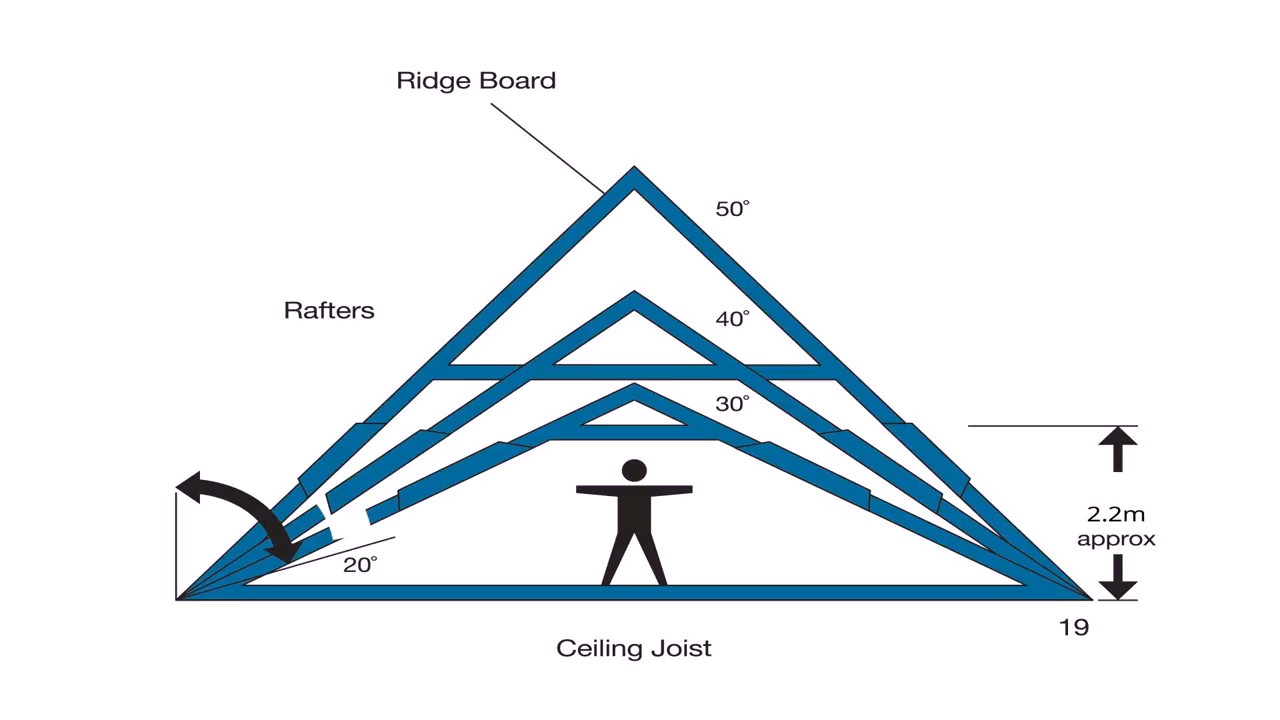 Ridge Board
50°
Rafters
40°
30°
2.2m
approx
20°
19
Ceiling Joist